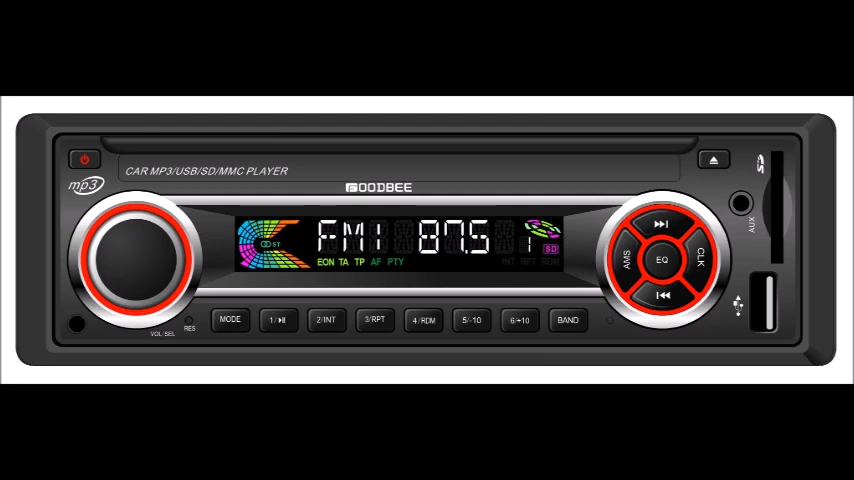 CAR MP3/USB/SD/MMC PLAYER
mp3
GOODBEE
SD
AUX
FM1 87.5 1
ST
SD
EON TA TP AF PTY
INT RPT RDM
AMS
EQ
CLK
VOL/SEL
RES
MODE
1/
2/INT
3/RPT
4/RDM
5/-10
6/+10
BAND